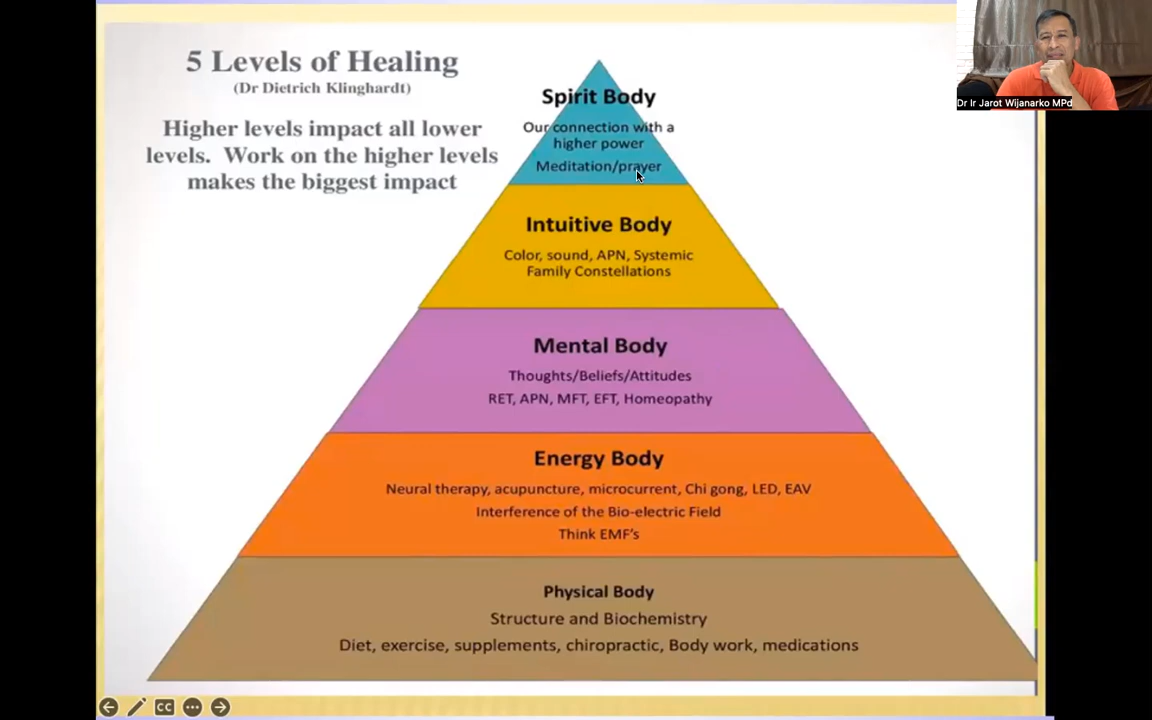 5 Levels of Healing
(Dr Dietrich Klinghardt)
Higher levels impact all lower
levels. Work on the higher levels
makes the biggest impact
Spirit Body
Our connection with a
higher power
Meditation/prayer
Intuitive Body
Color, sound, APN, Systemic
Family Constellations
Mental Body
Thoughts/Beliefs/Attitudes
RET, APN, MFT, EFT, Homeopathy
Energy Body
Neural therapy, acupuncture, microcurrent, Chi gong, LED, EAV
Interference of the Bio-electric Field
Think EMF's
Physical Body
Structure and Biochemistry
Diet, exercise, supplements, chiropractic, Body work, medications
Dr Ir Jarot Wijanarko MPd
CC